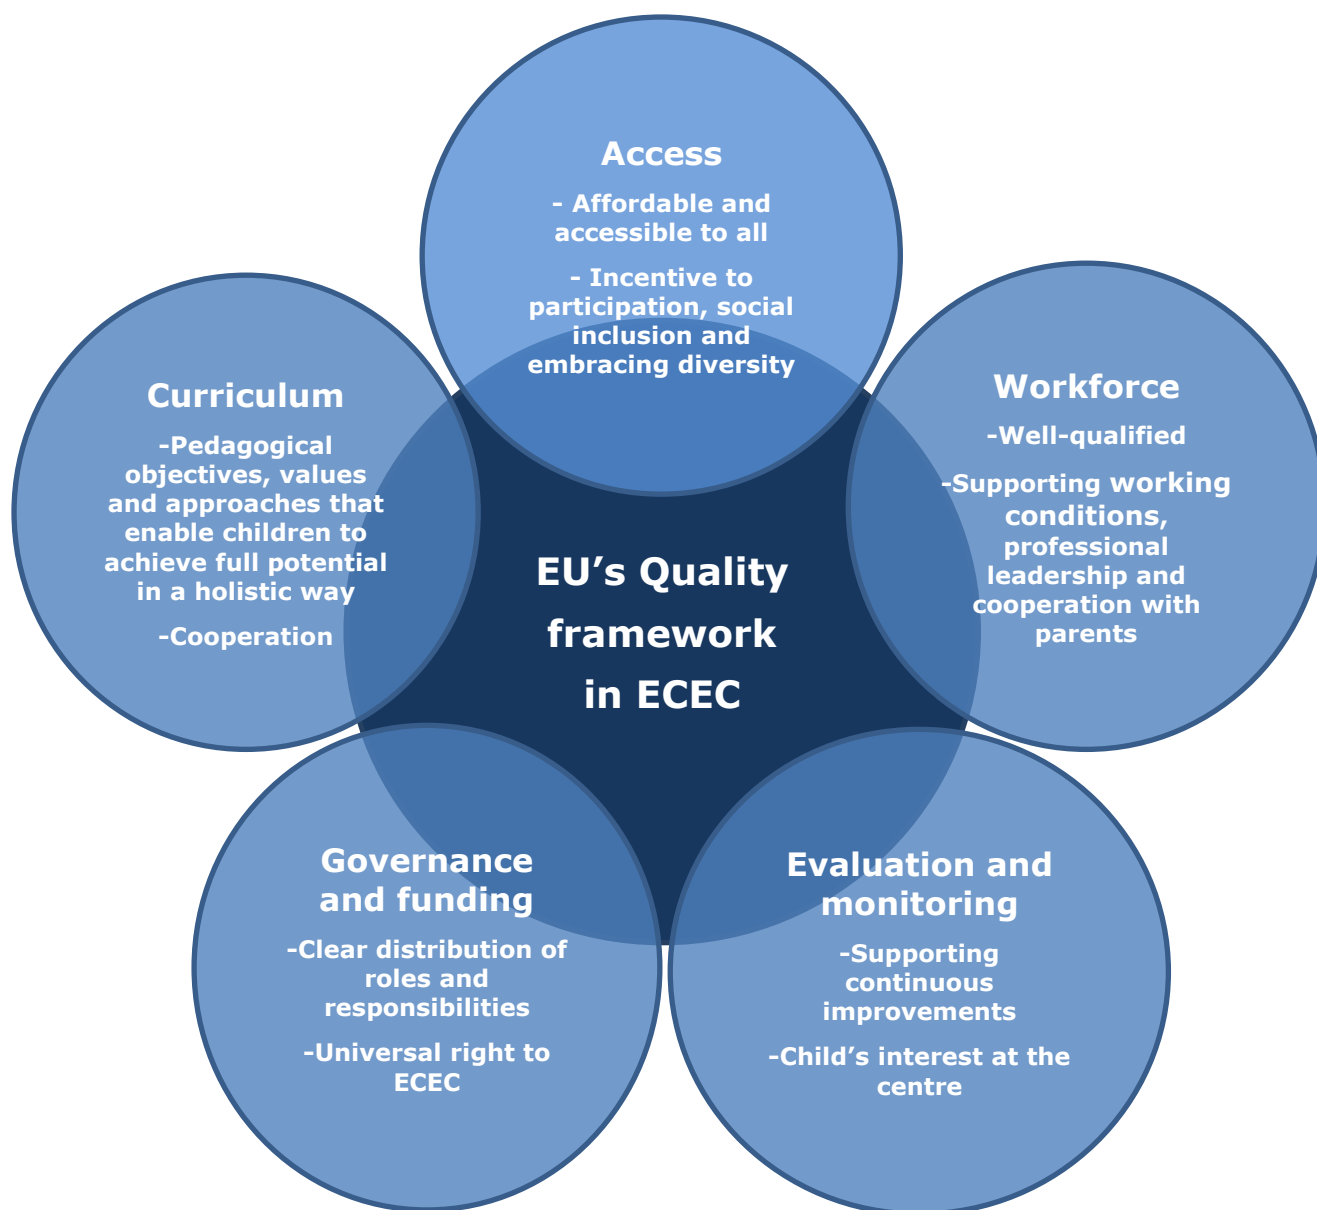 Access
- Affordable and
accessible to all
- Incentive to
participation, social
inclusion and
embracing diversity
Workforce
-Well-qualified
-Supporting working
conditions,
professional
leadership and
cooperation with
parents
Evaluation and
monitoring
-Supporting
continuous
improvements
-Child’s interest at the
centre
Governance
and funding
-Clear distribution of
roles and
responsibilities
-Universal right to
ECEC
Curriculum
-Pedagogical
objectives, values
and approaches that
enable children to
achieve full potential
in a holistic way
-Cooperation
EU’s Quality
framework
in ECEC